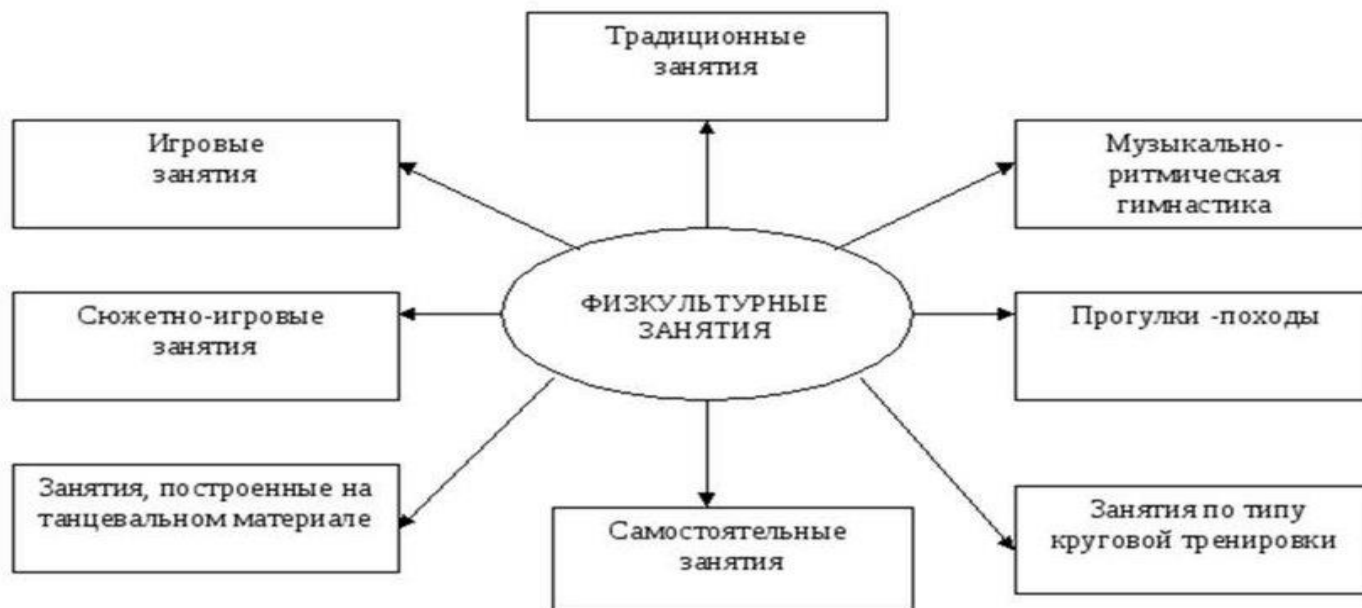 Традиционные
занятия
Игровые
занятия
Музыкально-
ритмическая
гимнастика
Сюжетно-игровые
занятия
ФИЗКУЛЬТУРНЫЕ
ЗАНЯТИЯ
Прогулки -походы
Занятия, построенные на
танцевальном материале
Самостоятельные
занятия
Занятия по типу
круговой тренировки